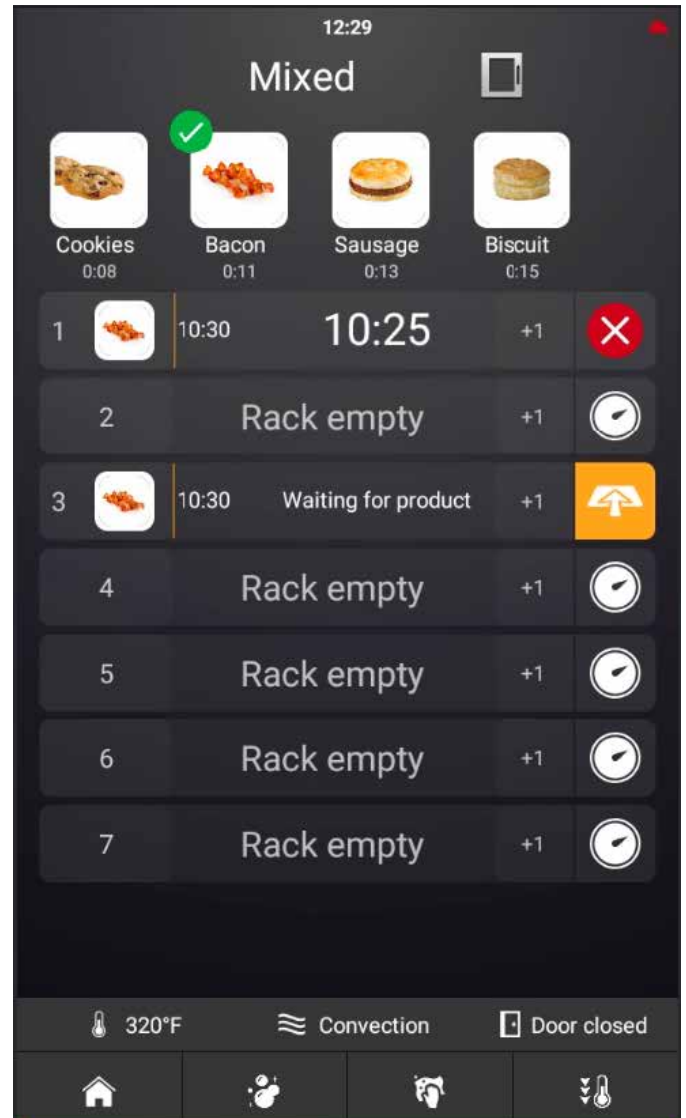 12:29
Mixed
Cookies Bacon Sausage Biscuit
0:08 0:11 0:13 0:15
1 10:30 10:25 +1
2 Rack empty +1
3 10:30 Waiting for product +1
4 Rack empty +1
5 Rack empty +1
6 Rack empty +1
7 Rack empty +1
320°F Convection Door closed